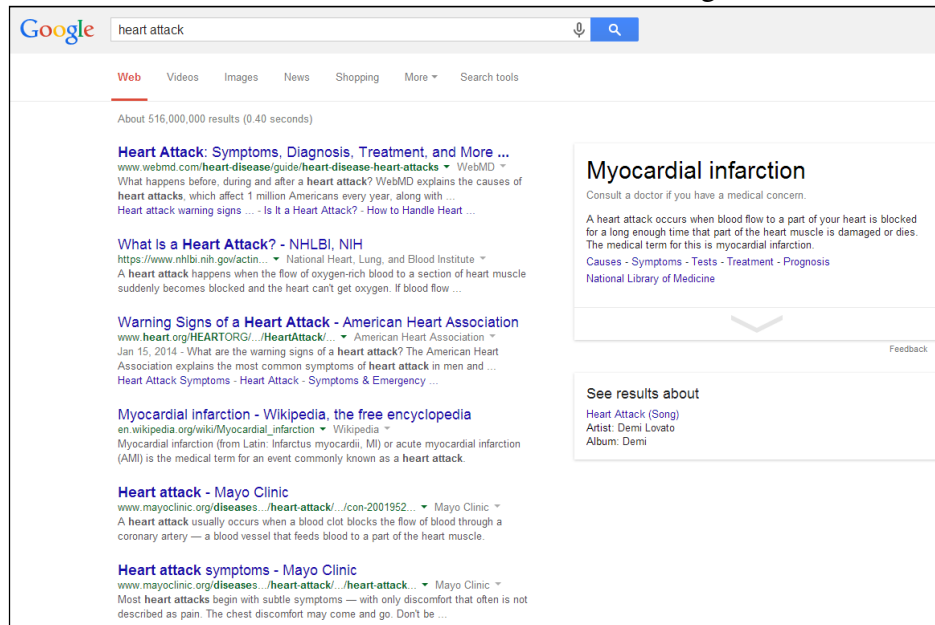 Google
heart attack
Web Videos Images News Shopping More Search tools
About 516,000,000 results (0.40 seconds)
Heart Attack: Symptoms, Diagnosis, Treatment, and More ...
www.webmd.com/heart-disease/guide/heart-disease-heart-attacks WebMD
What happens before, during and after a heart attack? WebMD explains the causes of
heart attacks, which affect 1 million Americans every year, along with ...
Heart attack warning signs ... - Is It a Heart Attack? - How to Handle Heart ...
What Is a Heart Attack? - NHLBI, NIH
https://www.nhlbi.nih.gov/actin... National Heart, Lung, and Blood Institute
A heart attack happens when the flow of oxygen-rich blood to a section of heart muscle
suddenly becomes blocked and the heart can't get oxygen. If blood flow ...
Warning Signs of a Heart Attack - American Heart Association
www.heart.org/HEARTORG/.../HeartAttack/... American Heart Association
Jan 15, 2014 - What are the warning signs of a heart attack? The American Heart
Association explains the most common symptoms of heart attack in men and ...
Heart Attack Symptoms - Heart Attack - Symptoms & Emergency ...
Myocardial infarction - Wikipedia, the free encyclopedia
en.wikipedia.org/wiki/Myocardial_infarction Wikipedia
Myocardial infarction (from Latin: Infarctus myocardii, MI) or acute myocardial infarction
(AMI) is the medical term for an event commonly known as a heart attack.
Heart attack - Mayo Clinic
www.mayoclinic.org/diseases.../heart-attack/.../con-2001952... Mayo Clinic
A heart attack usually occurs when a blood clot blocks the flow of blood through a
coronary artery — a blood vessel that feeds blood to a part of the heart muscle.
Heart attack symptoms - Mayo Clinic
www.mayoclinic.org/diseases.../heart-attack/.../heart-attack... Mayo Clinic
Most heart attacks begin with subtle symptoms — with only discomfort that often is not
described as pain. The chest discomfort may come and go. Don't be ...
Myocardial infarction
Consult a doctor if you have a medical concern.
A heart attack occurs when blood flow to a part of your heart is blocked
for a long enough time that part of the heart muscle is damaged or dies.
The medical term for this is myocardial infarction.
Causes - Symptoms - Tests - Treatment - Prognosis
National Library of Medicine
Feedback
See results about
Heart Attack (Song)
Artist: Demi Lovato
Album: Demi